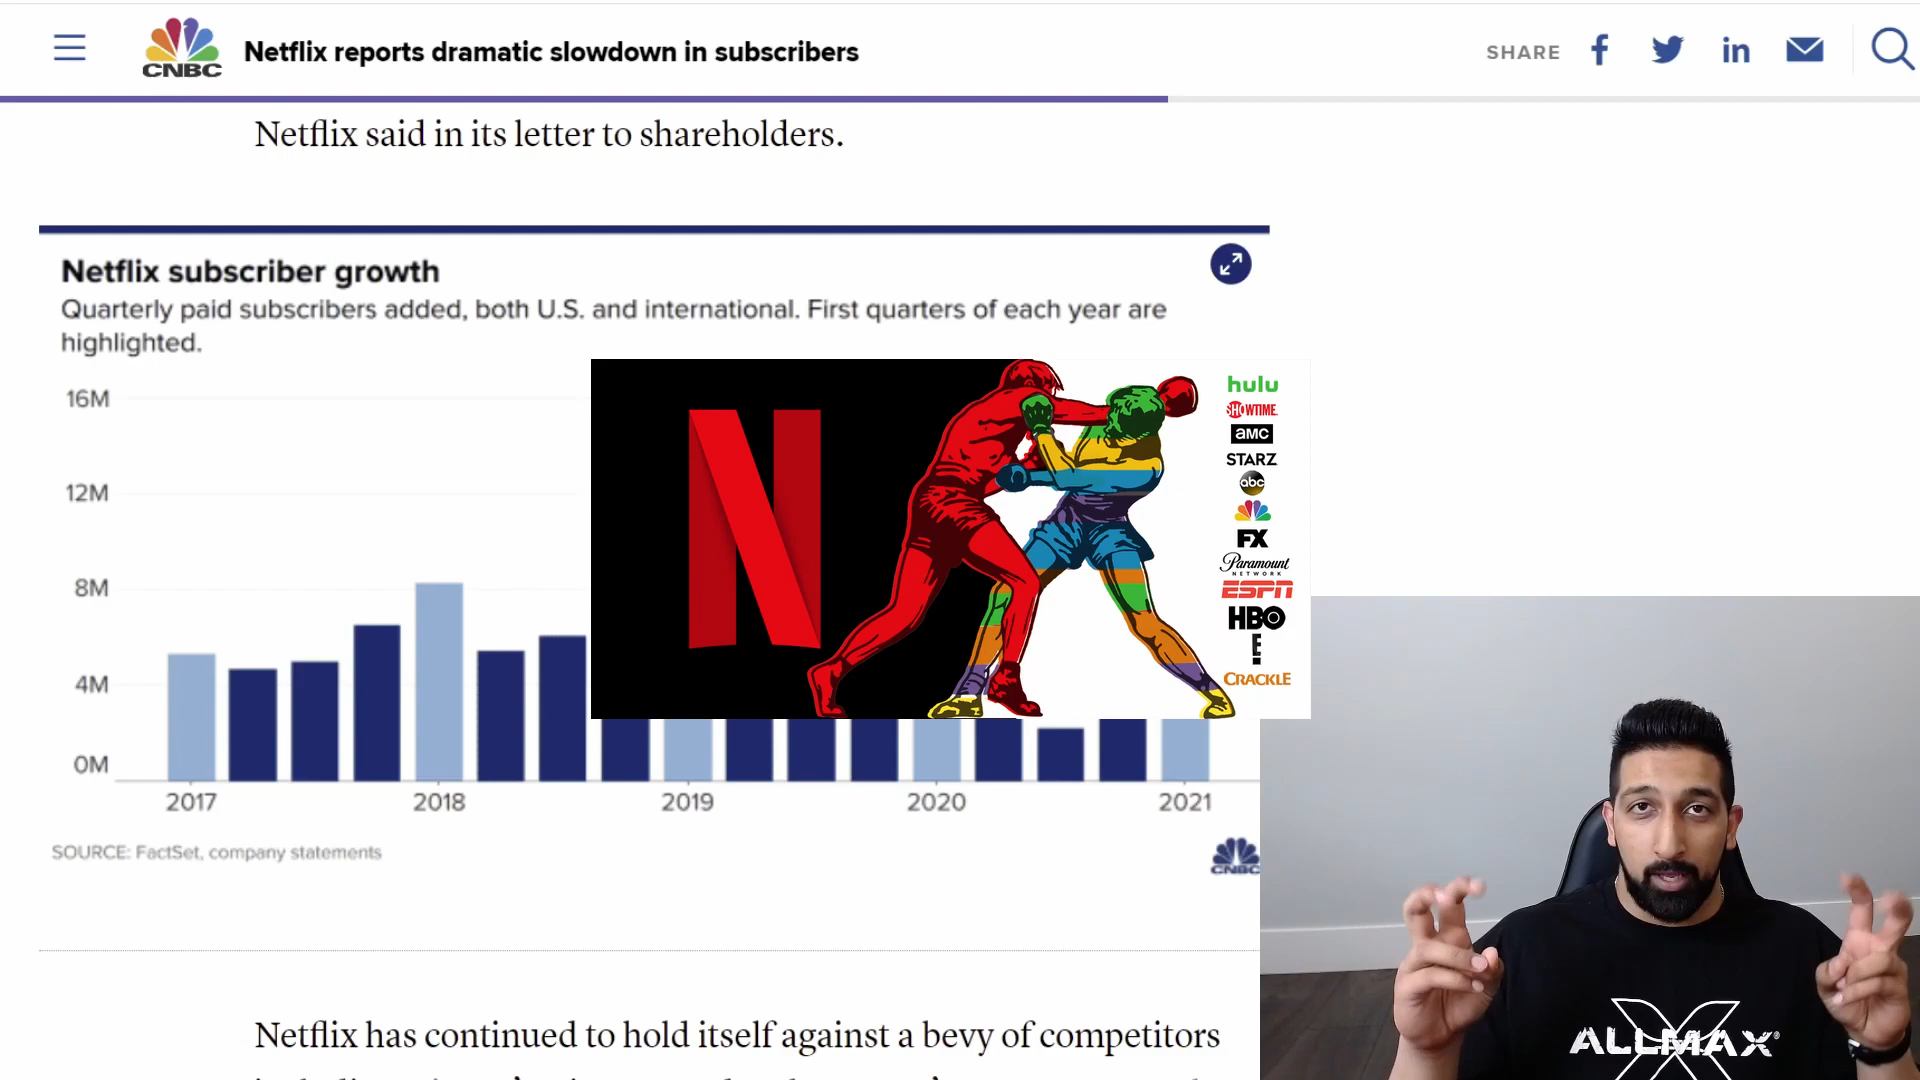 CNBC
Netflix reports dramatic slowdown in subscribers
SHARE
Netflix said in its letter to shareholders.
Netflix subscriber growth
Quarterly paid subscribers added, both U.S. and international. First quarters of each year are
highlighted.
16M
12M
8M
4M
0M
2017
2018
2019
2020
2021
SOURCE: FactSet, company statements
CNBC
N
hulu
SHOWTIME
amc
STARZ
abc
FX
Paramount
NETWORK
ESPN
HBO
E!
CRACKLE
ALLMAX®
Netflix has continued to hold itself against a bevy of competitors